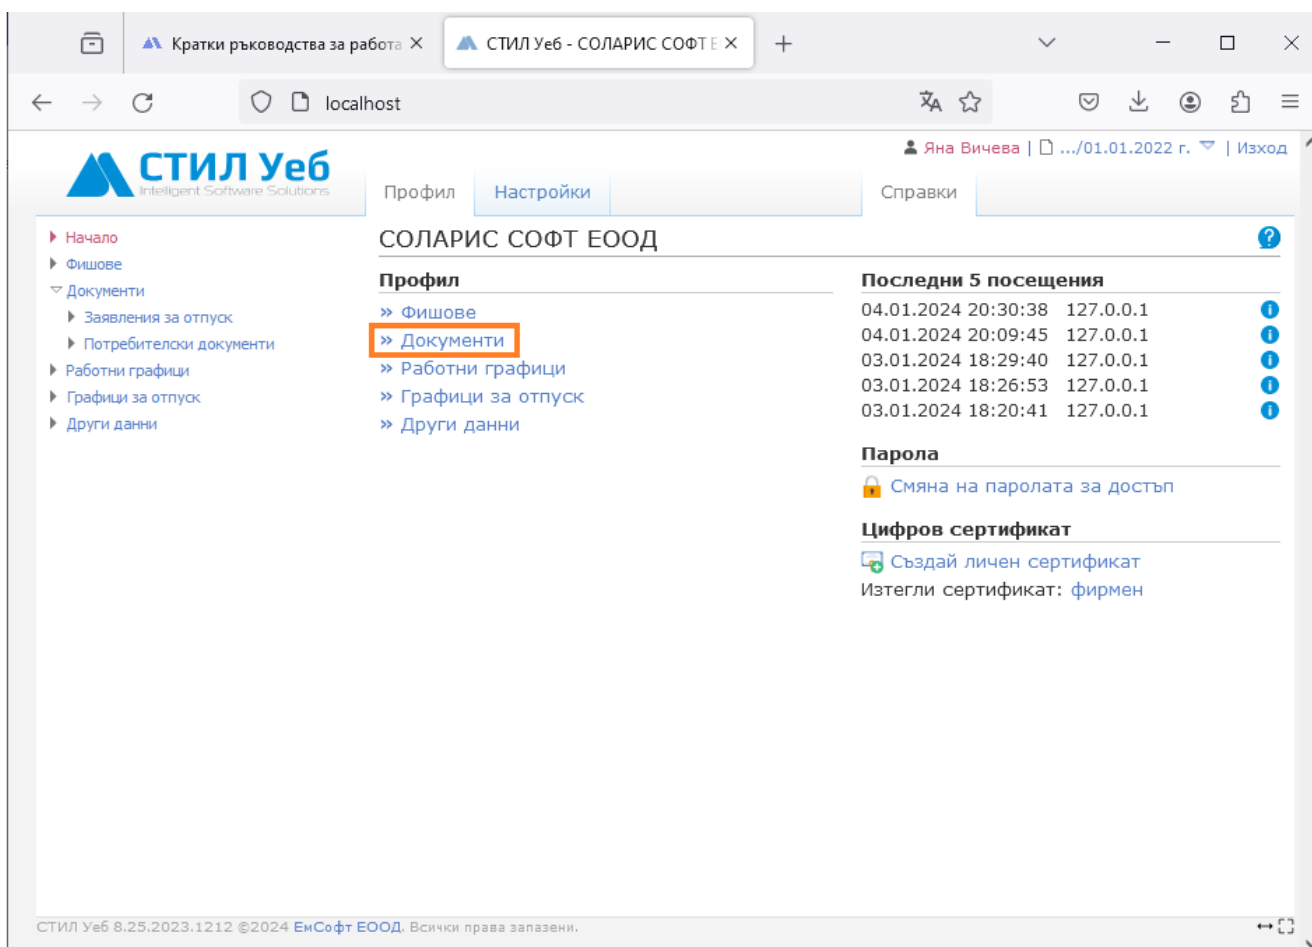 Кратки ръководства за работа
СТИЛ Уеб - СОЛАРИС СОФТ Е
localhost
СТИЛ Уеб
Intelligent Software Solutions
Яна Вичева | .../01.01.2022 г. | Изход
Профил
Настройки
Справки
Начало
Фишове
Документи
Заявления за отпуск
Потребителски документи
Работни графици
Графици за отпуск
Други данни
СОЛАРИС СОФТ ЕООД
Профил
» Фишове
» Документи
» Работни графици
» Графици за отпуск
» Други данни
Последни 5 посещения
04.01.2024 20:30:38 127.0.0.1
04.01.2024 20:09:45 127.0.0.1
03.01.2024 18:29:40 127.0.0.1
03.01.2024 18:26:53 127.0.0.1
03.01.2024 18:20:41 127.0.0.1
Парола
Смяна на паролата за достъп
Цифров сертификат
Създай личен сертификат
Изтегли сертификат: фирмен
СТИЛ Уеб 8.25.2023.1212 ©2024 ЕмСофт ЕООД. Всички права запазени.